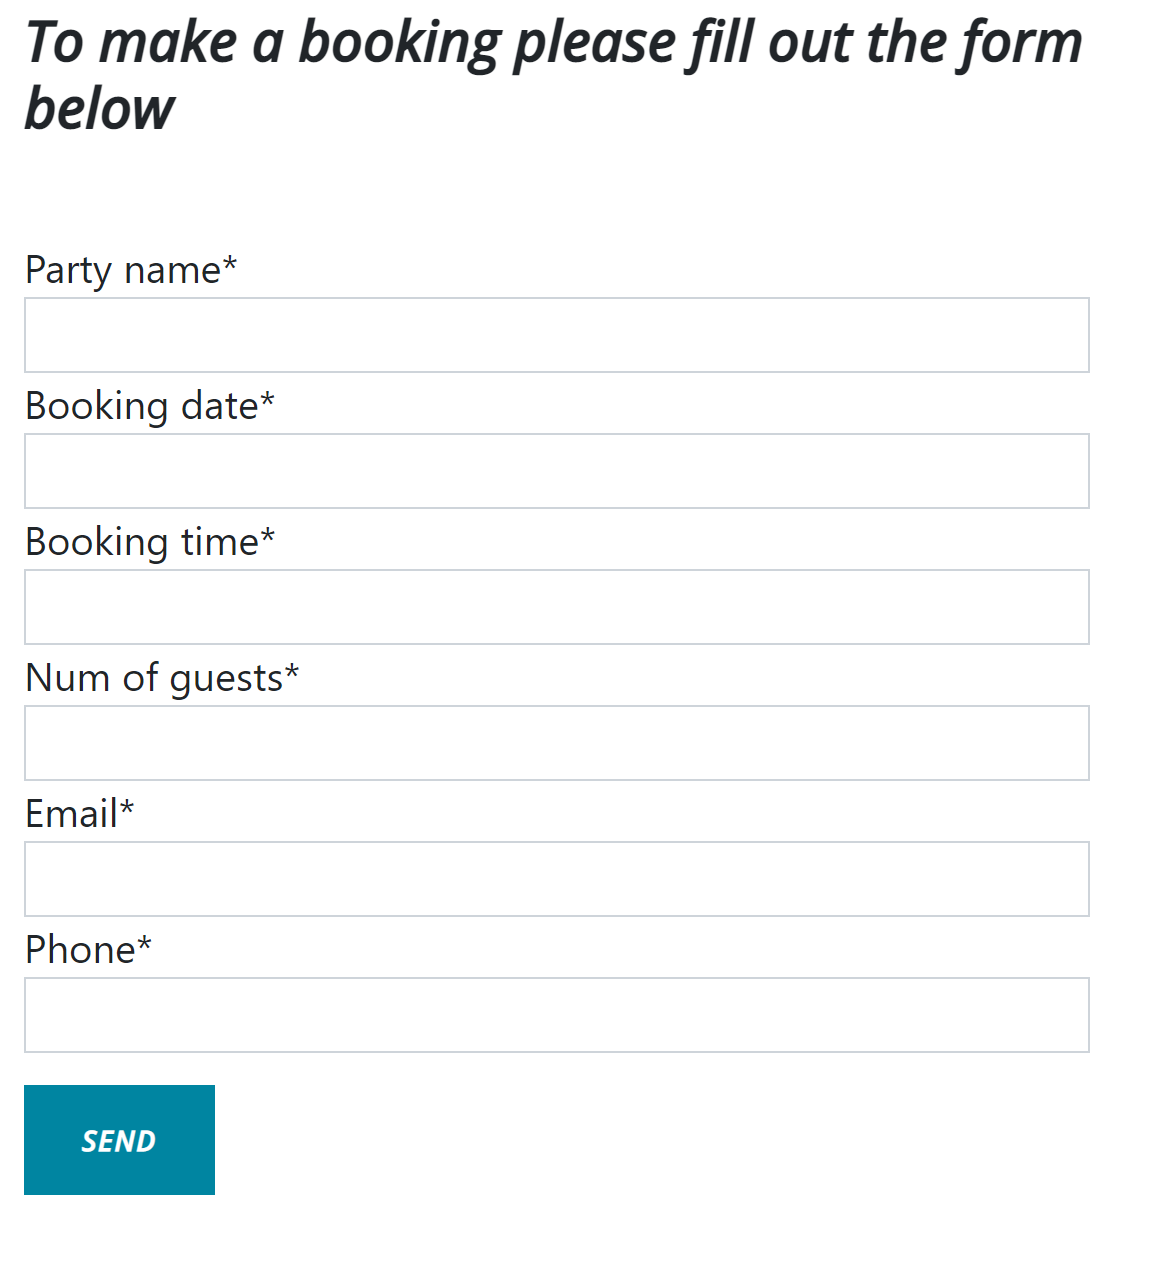 To make a booking please fill out the form
below
Party name*
Booking date*
Booking time*
Num of guests*
Email*
Phone*
SEND